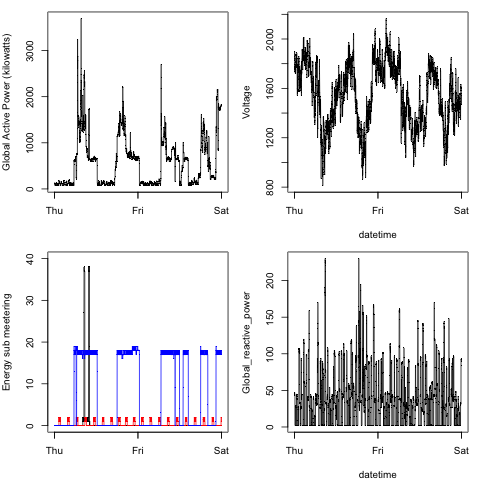 Global Active Power (kilowatts)
3000
2000
1000
0
Thu Fri Sat
Voltage
1600
1200
800
Thu Fri Sat
datetime
Energy sub meetering
40
30
20
10
0
Thu Fri Sat
Global_reactive_power
200
150
100
50
0
Thu Fri Sat
datetime